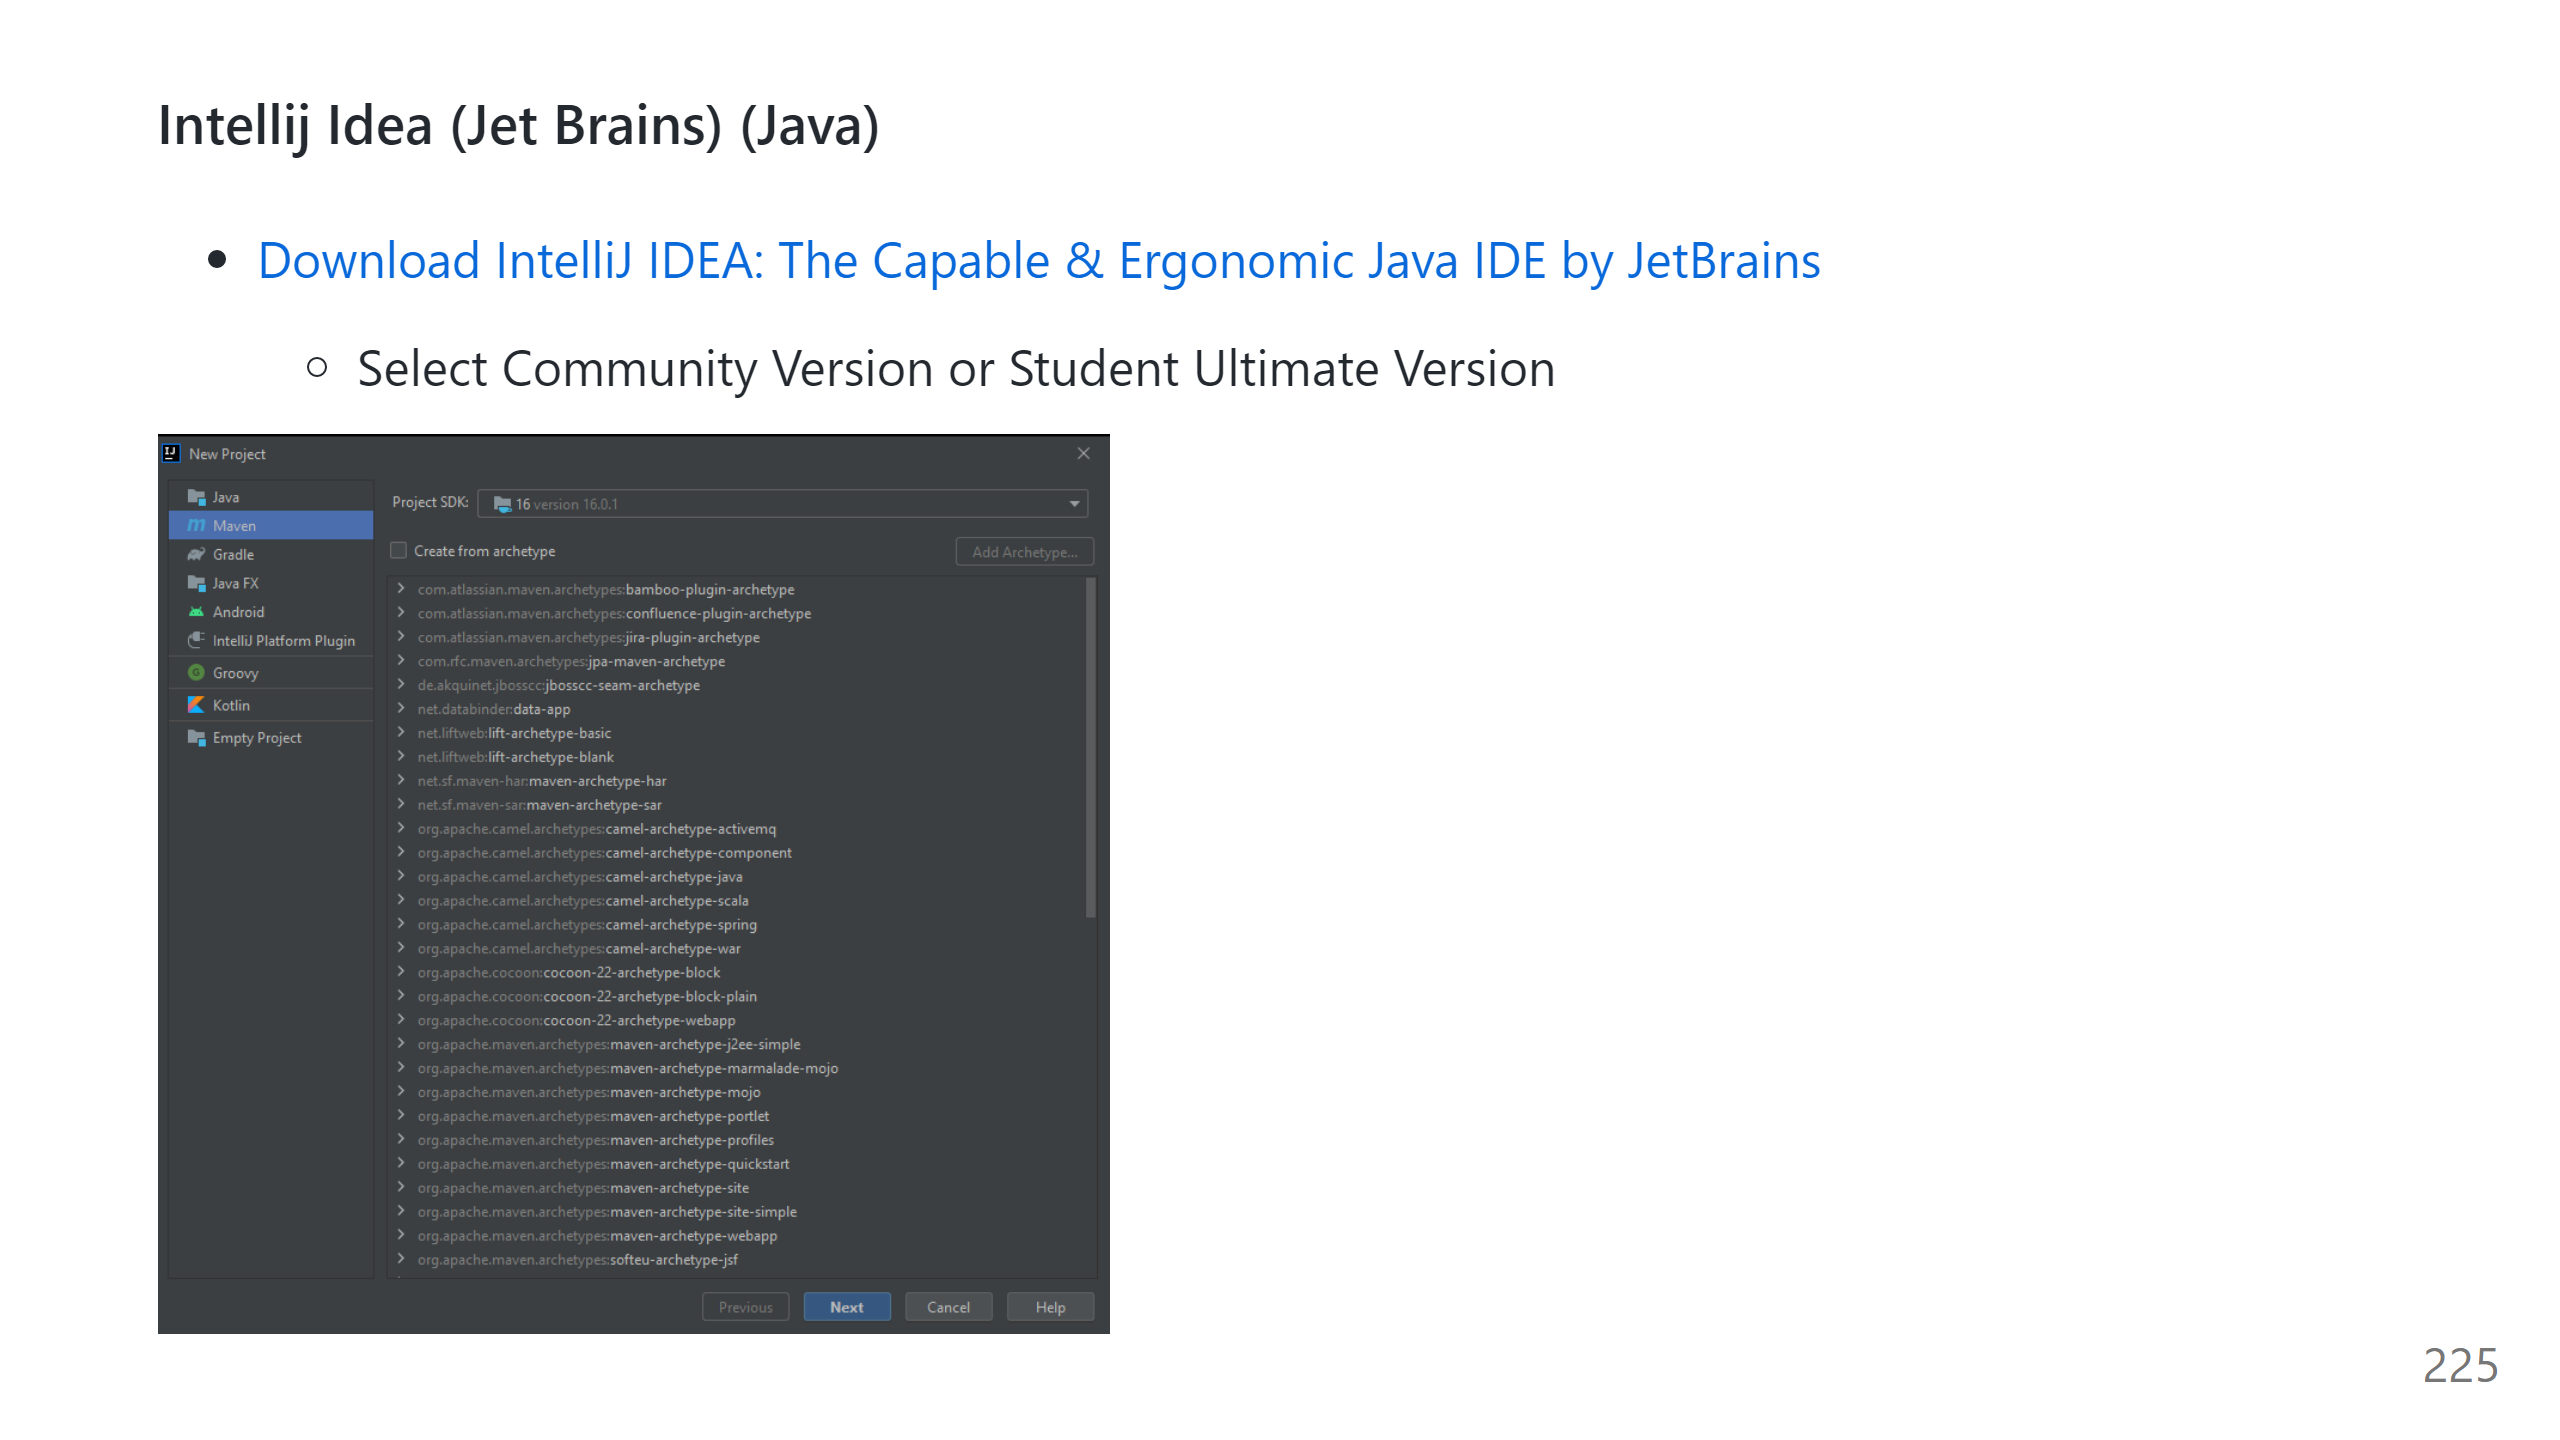 Intellij Idea (Jet Brains) (Java)
Download IntelliJ IDEA: The Capable & Ergonomic Java IDE by JetBrains
Select Community Version or Student Ultimate Version
New Project
Java
Maven
Gradle
Java FX
Android
IntelliJ Platform Plugin
Groovy
Kotlin
Empty Project
Project SDK: 16 version 16.0.1
Create from archetype
Add Archetype...
com.atlassian.maven.archetypes:bamboo-plugin-archetype
com.atlassian.maven.archetypes:confluence-plugin-archetype
com.atlassian.maven.archetypes:jira-plugin-archetype
com.rfc.maven.archetypes:jpa-maven-archetype
de.akquinet.jbosscc:jbosscc-seam-archetype
net.databinder:data-app
net.liftweb:lift-archetype-basic
net.liftweb:lift-archetype-blank
net.sf.maven-har:maven-archetype-har
net.sf.maven-sar:maven-archetype-sar
org.apache.camel.archetypes:camel-archetype-activemq
org.apache.camel.archetypes:camel-archetype-component
org.apache.camel.archetypes:camel-archetype-java
org.apache.camel.archetypes:camel-archetype-scala
org.apache.camel.archetypes:camel-archetype-spring
org.apache.camel.archetypes:camel-archetype-war
org.apache.cocoon:cocoon-22-archetype-block
org.apache.cocoon:cocoon-22-archetype-block-plain
org.apache.cocoon:cocoon-22-archetype-webapp
org.apache.maven.archetypes:maven-archetype-j2ee-simple
org.apache.maven.archetypes:maven-archetype-marmalade-mojo
org.apache.maven.archetypes:maven-archetype-mojo
org.apache.maven.archetypes:maven-archetype-portlet
org.apache.maven.archetypes:maven-archetype-profiles
org.apache.maven.archetypes:maven-archetype-quickstart
org.apache.maven.archetypes:maven-archetype-site
org.apache.maven.archetypes:maven-archetype-site-simple
org.apache.maven.archetypes:maven-archetype-webapp
org.apache.maven.archetypes:softeu-archetype-jsf
Previous
Next
Cancel
Help
225